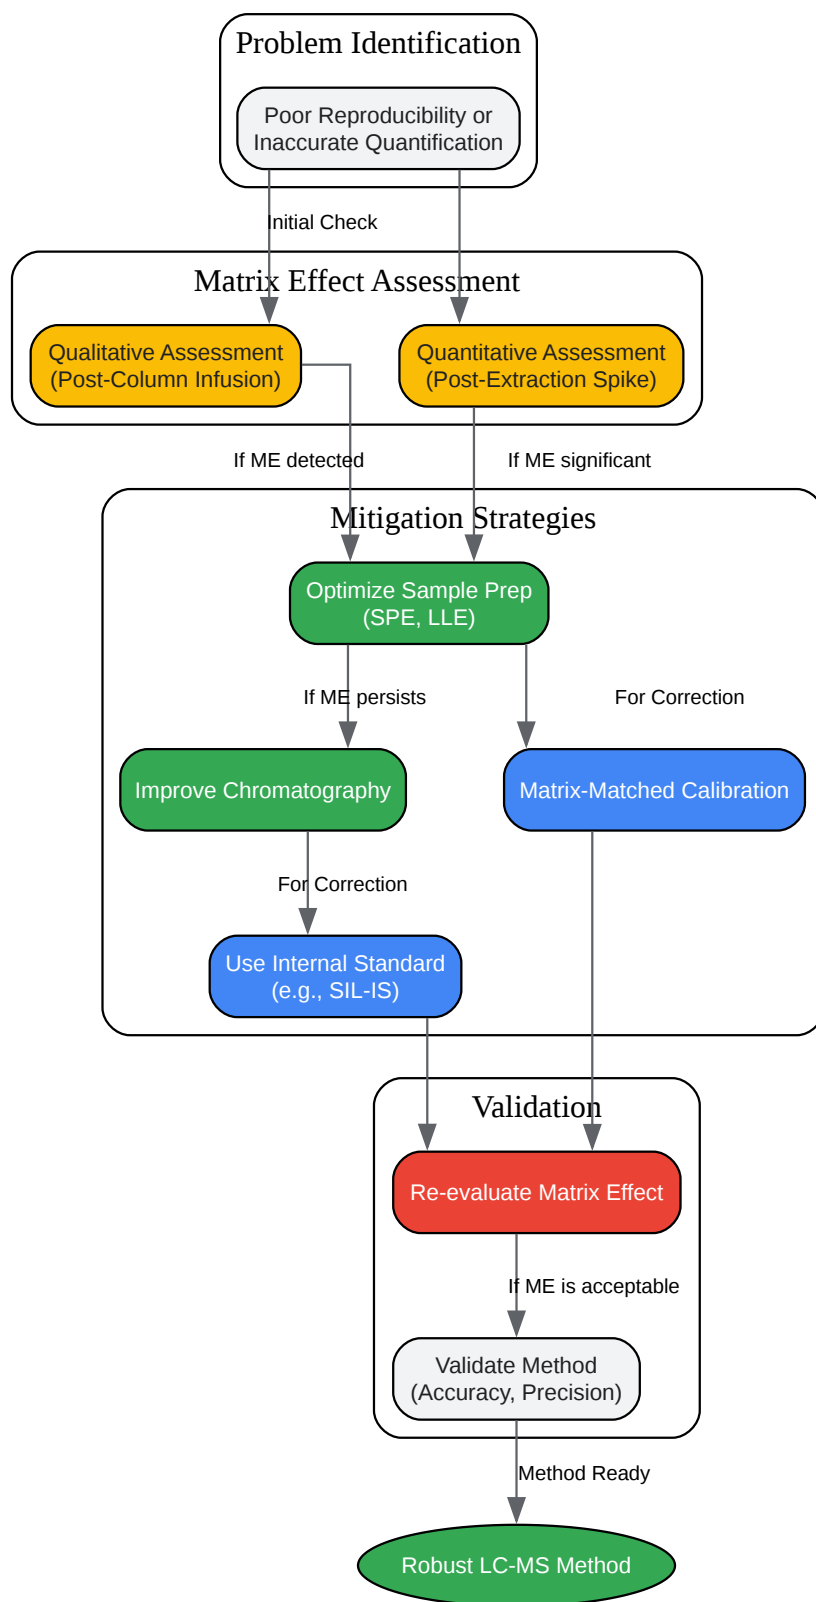 Problem Identification
Poor Reproducibility or
Inaccurate Quantification
Initial Check
Matrix Effect Assessment
Qualitative Assessment
(Post-Column Infusion)
Quantitative Assessment
(Post-Extraction Spike)
If ME detected
If ME significant
Mitigation Strategies
Optimize Sample Prep
(SPE, LLE)
If ME persists
For Correction
Improve Chromatography
Matrix-Matched Calibration
For Correction
Use Internal Standard
(e.g., SIL-IS)
Validation
Re-evaluate Matrix Effect
If ME is acceptable
Validate Method
(Accuracy, Precision)
Method Ready
Robust LC-MS Method